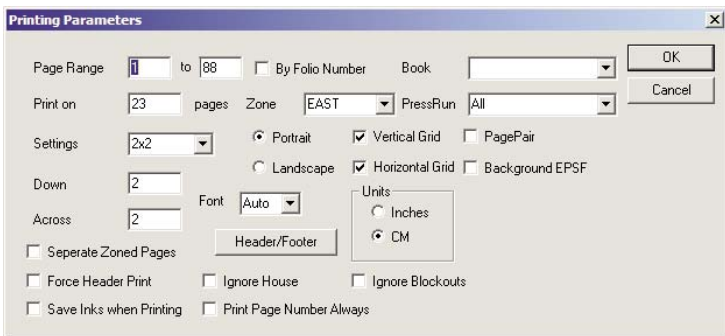 Printing Parameters
Page Range 1 to 88 By Folio Number Book OK
Print on 23 pages Zone EAST PressRun All Cancel
Settings 2x2 Portrait Vertical Grid PagePair
Landscape Horizontal Grid Background EPSF
Down 2 Font Auto Units
Inches
Across 2 CM
Header/Footer
Seperate Zoned Pages
Force Header Print Ignore House Ignore Blockouts
Save Inks when Printing Print Page Number Always